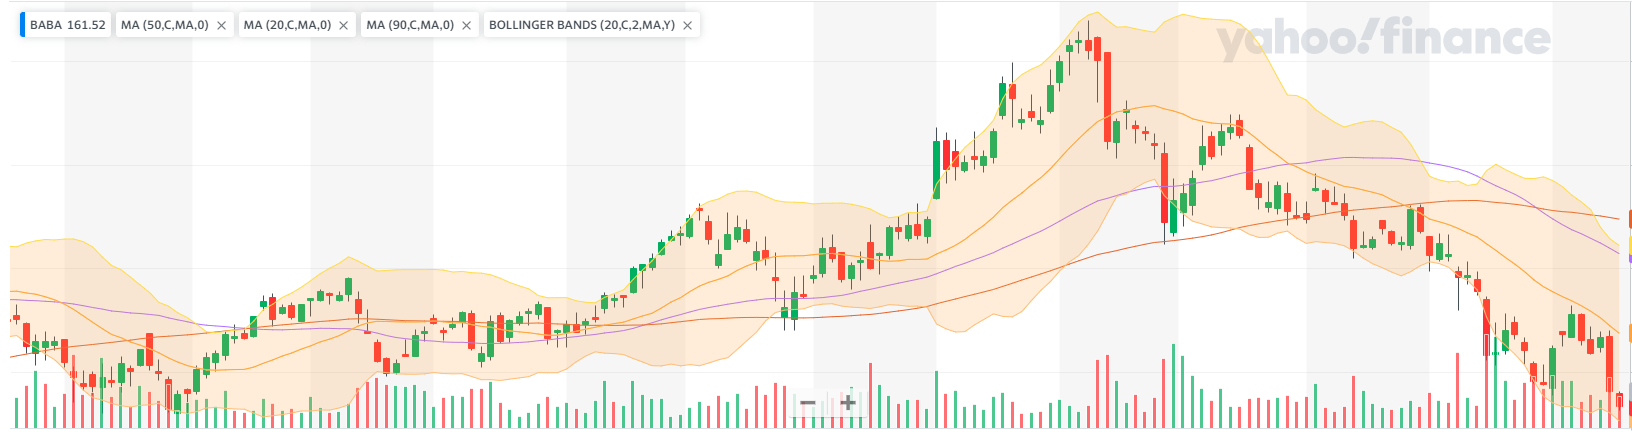 BABA 161.52 MA (50,C,MA,0) × MA (20,C,MA,0) × MA (90,C,MA,0) × BOLLINGER BANDS (20,C,2,MA,Y) ×
yahoo!finance
− +